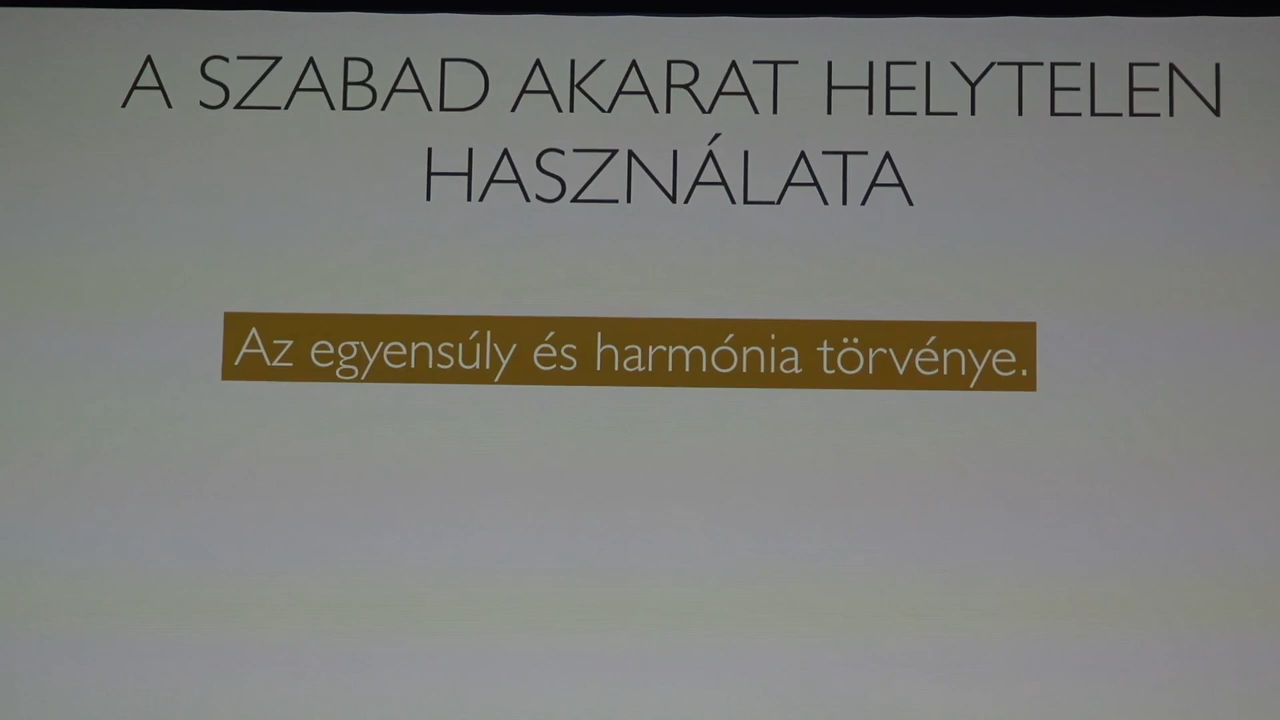 A SZABAD AKARAT HELYTELEN
HASZNÁLATA
Az egyensúly és harmónia törvénye.